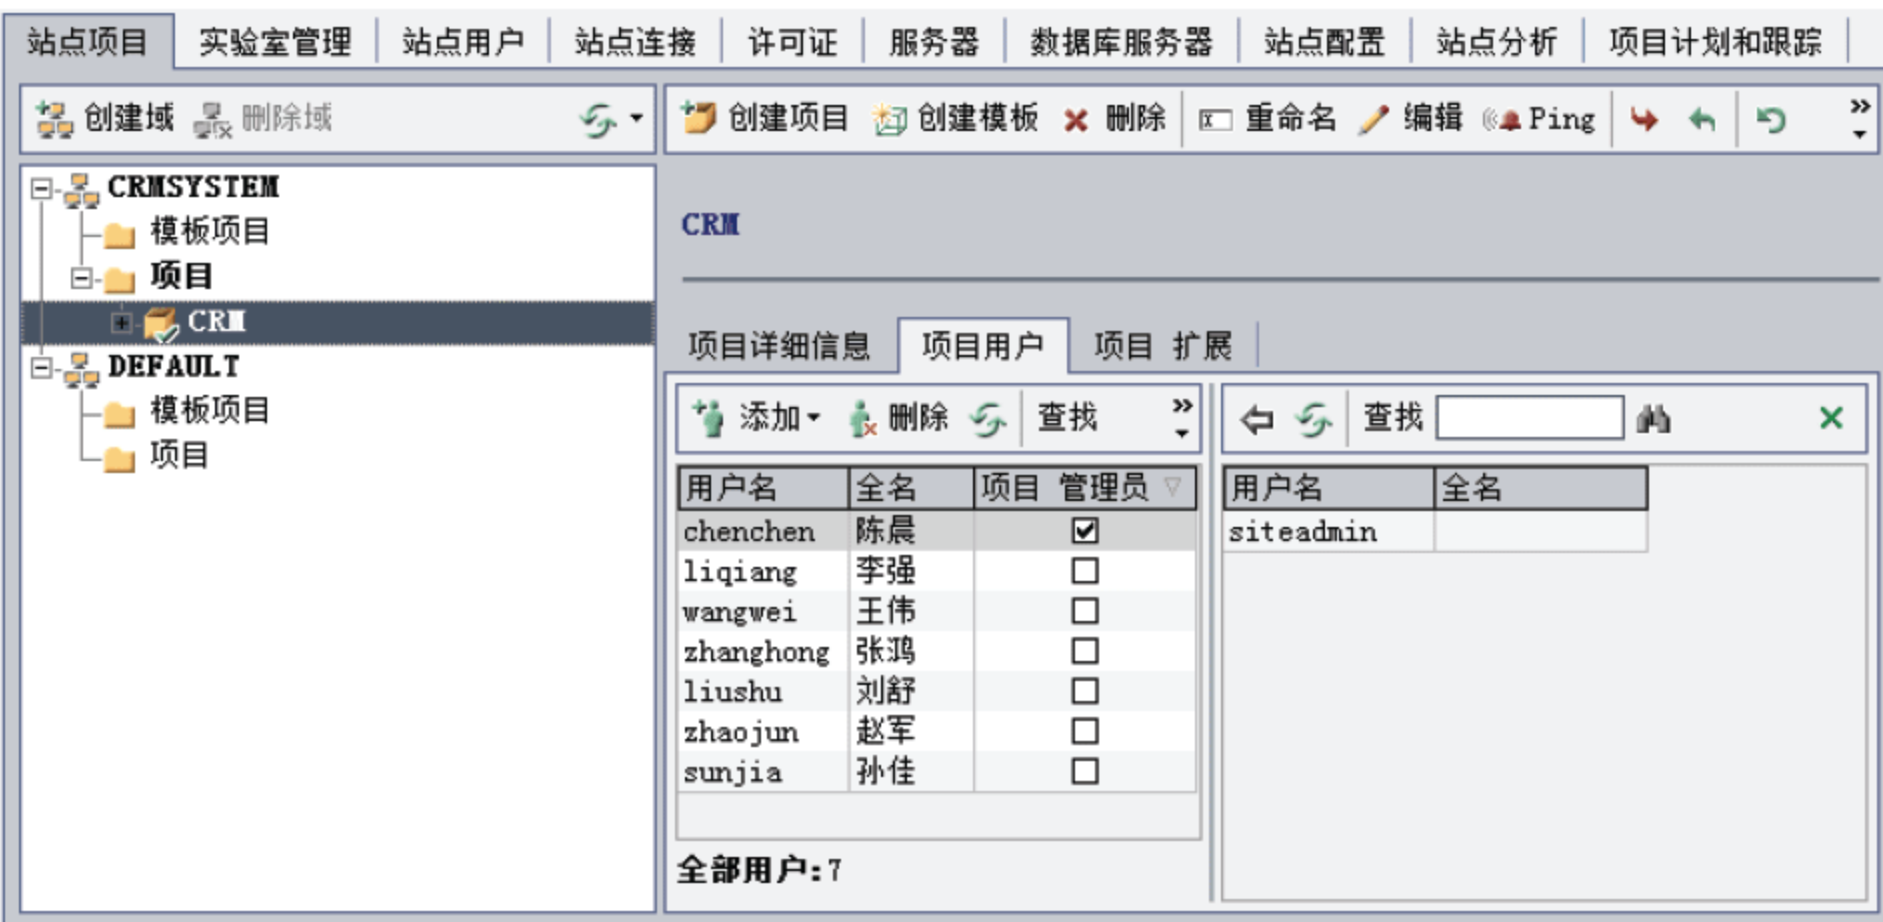 站点项目 实验室管理 站点用户 站点连接 许可证 服务器 数据库服务器 站点配置 站点分析 项目计划和跟踪
创建域 删除域
创建项目 创建模板 删除 重命名 编辑 Ping
CRMSYSTEM
模板项目
项目
CRM
DEFAULT
模板项目
项目
CRM
项目详细信息 项目用户 项目 扩展
添加 删除 查找
查找
用户名 全名 项目 管理员
chenchen 陈晨
liqiang 李强
wangwei 王伟
zhanghong 张鸿
liushu 刘舒
zhaojun 赵军
sunjia 孙佳
全部用户:7
用户名 全名
siteadmin